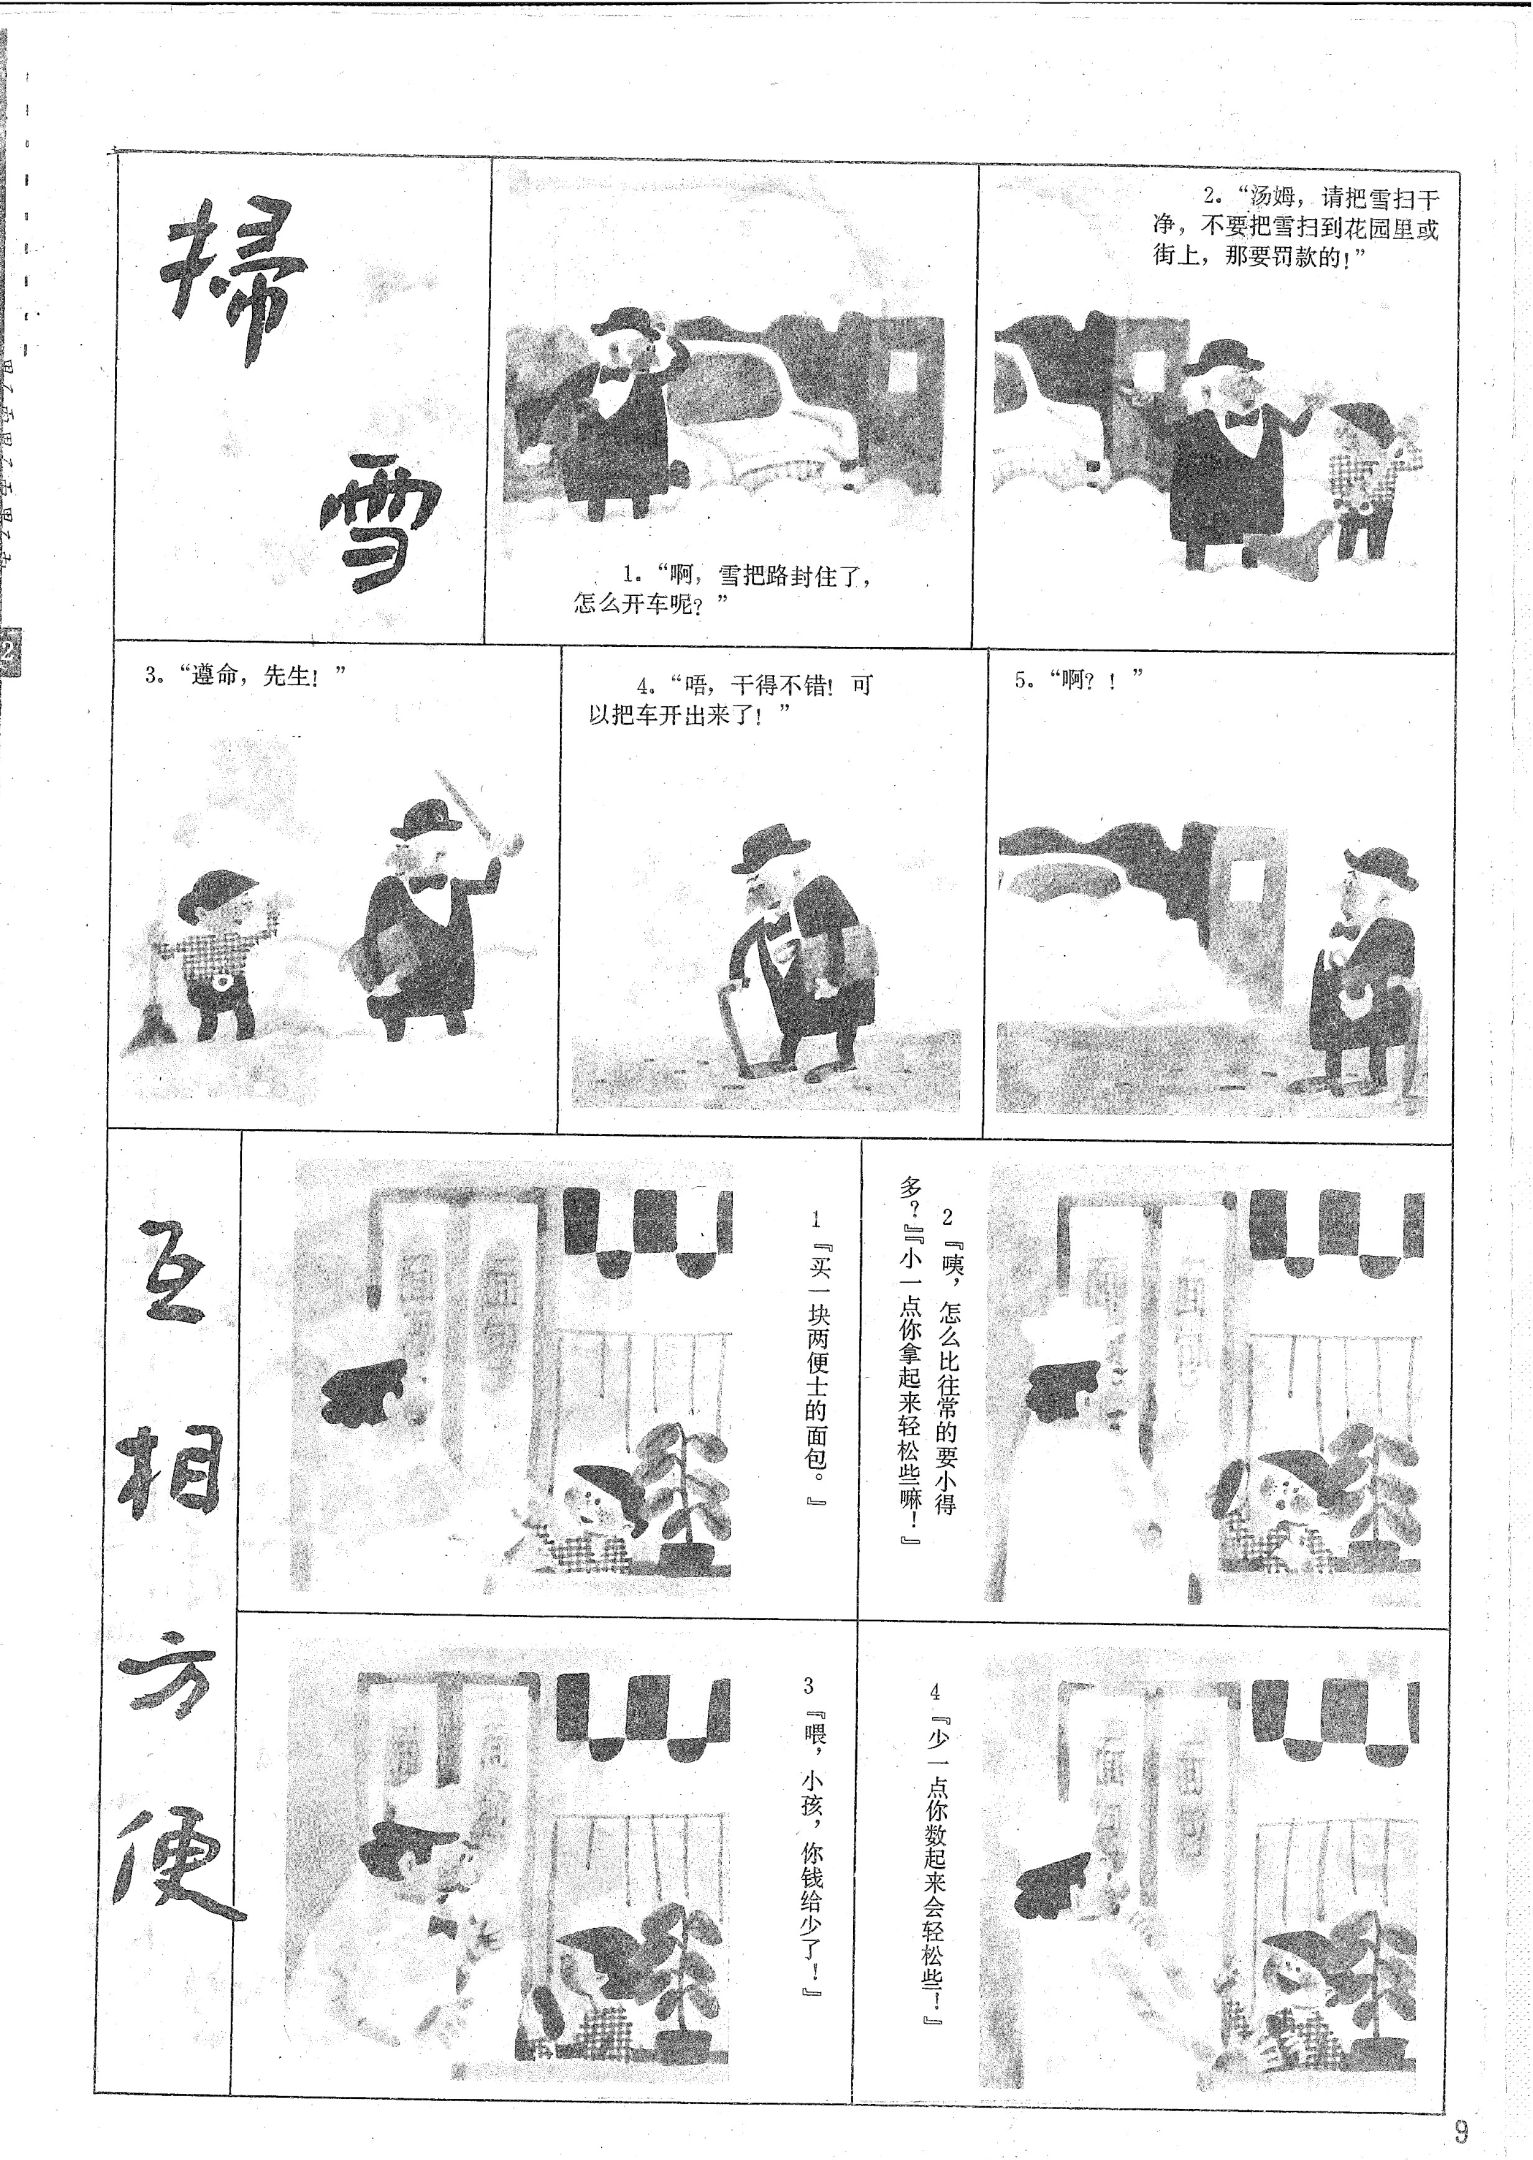 掃
雪
1。“啊，雪把路封住了，
怎么开车呢？”
2。“汤姆，请把雪扫干
净，不要把雪扫到花园里或
街上，那要罚款的！”
3。“遵命，先生！”
4。“唔，干得不错！可
以把车开出来了！”
5。“啊？！”
互相方便
1『买一块两便士的面包。』
2『咦，怎么比往常的要小得
多？』『小一点你拿起来轻松些嘛！』
3『喂，小孩，你钱给少了！』
4『少一点你数起来会轻松些！』
9